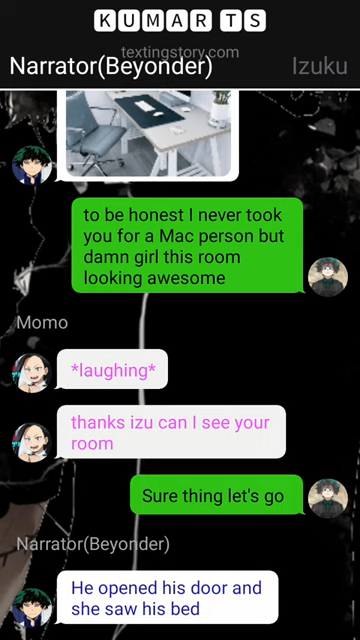 KUMAR TS
textingstory.com
Narrator(Beyonder)
Izuku
to be honest I never took
you for a Mac person but
damn girl this room
looking awesome
Momo
*laughing*
thanks izu can I see your
room
Sure thing let's go
Narrator(Beyonder)
He opened his door and
she saw his bed